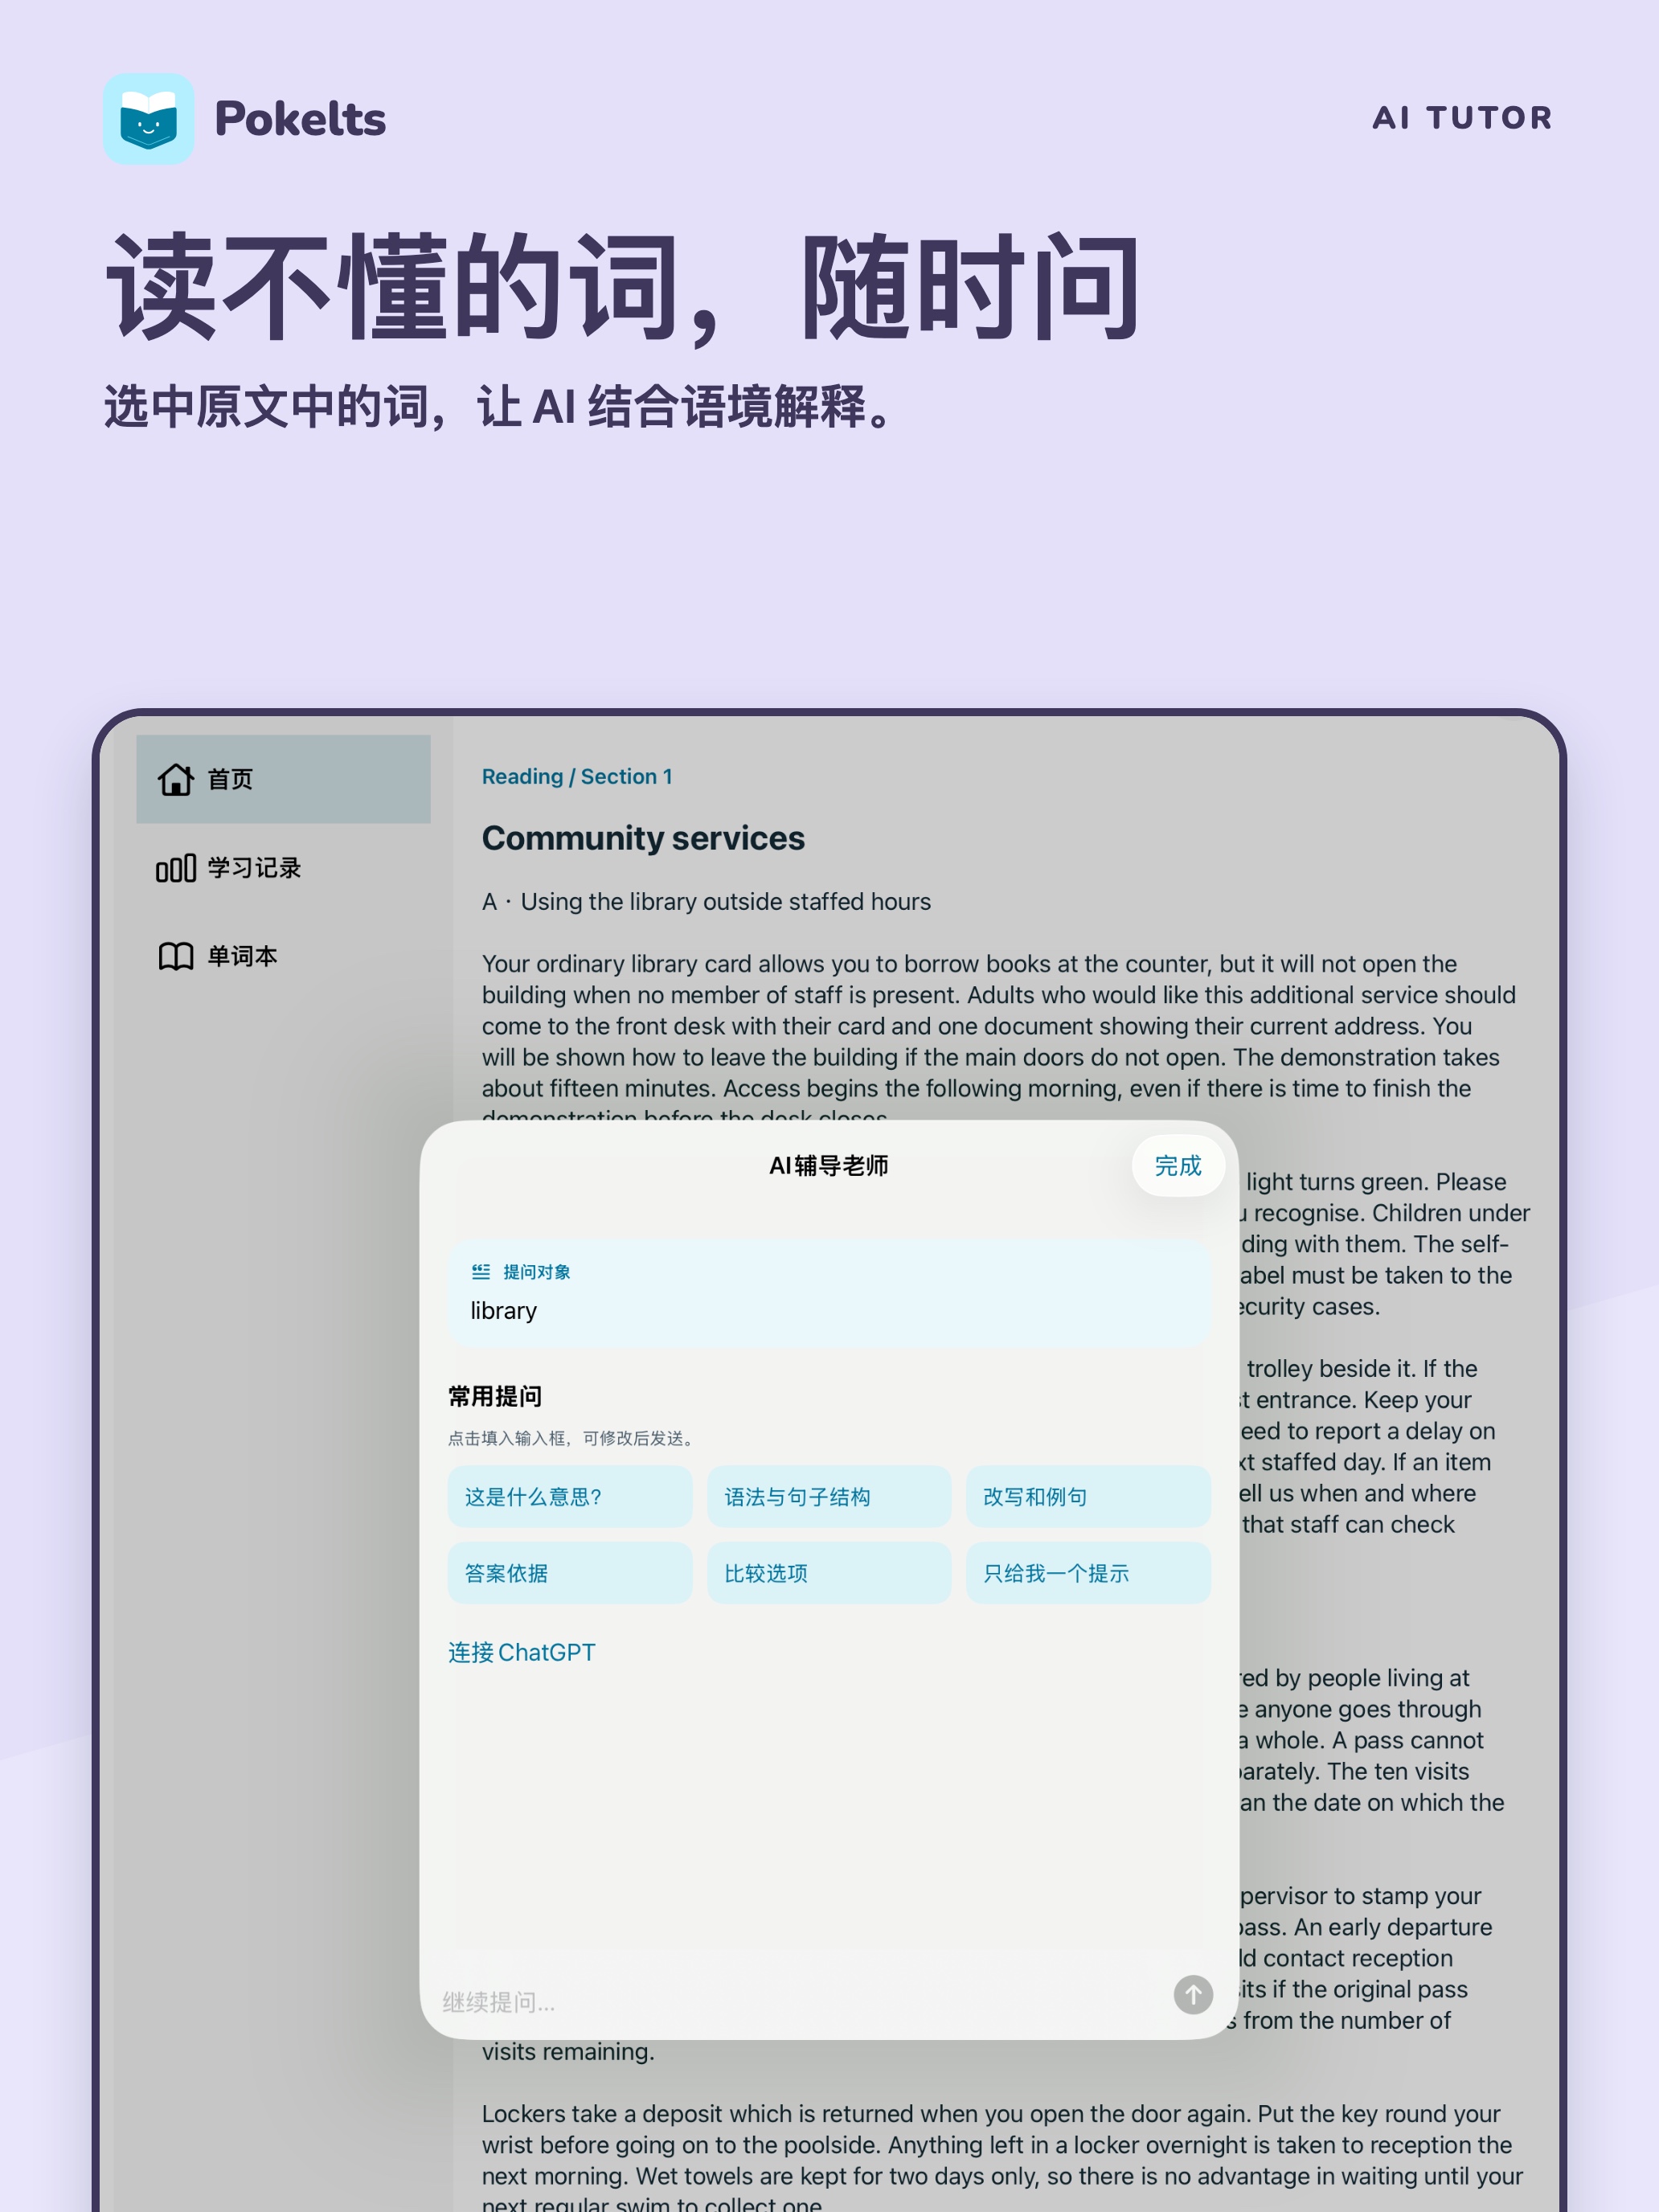 Pokelts
AI TUTOR
读不懂的词，随时问
选中原文中的词，让 AI 结合语境解释。
首页
学习记录
单词本
Reading / Section 1
Community services
A · Using the library outside staffed hours
Your ordinary library card allows you to borrow books at the counter, but it will not open the
building when no member of staff is present. Adults who would like this additional service should
come to the front desk with their card and one document showing their current address. You
will be shown how to leave the building if the main doors do not open. The demonstration takes
about fifteen minutes. Access begins the following morning, even if there is time to finish the
demonstration before the desk closes.
light turns green. Please
recognise. Children under
with them. The self-
must be taken to the
cases.
trolley beside it. If the
entrance. Keep your
to report a delay on
staffed day. If an item
us when and where
that staff can check
by people living at
anyone goes through
a whole. A pass cannot
The ten visits
an the date on which the
to stamp your
pass. An early departure
contact reception
if the original pass
from the number of
visits remaining.
AI辅导老师
完成
提问对象
library
常用提问
点击填入输入框，可修改后发送。
这是什么意思?
语法与句子结构
改写和例句
答案依据
比较选项
只给我一个提示
连接 ChatGPT
继续提问...
Lockers take a deposit which is returned when you open the door again. Put the key round your
wrist before going on to the poolside. Anything left in a locker overnight is taken to reception the
next morning. Wet towels are kept for two days only, so there is no advantage in waiting until your
next regular swim to collect one.